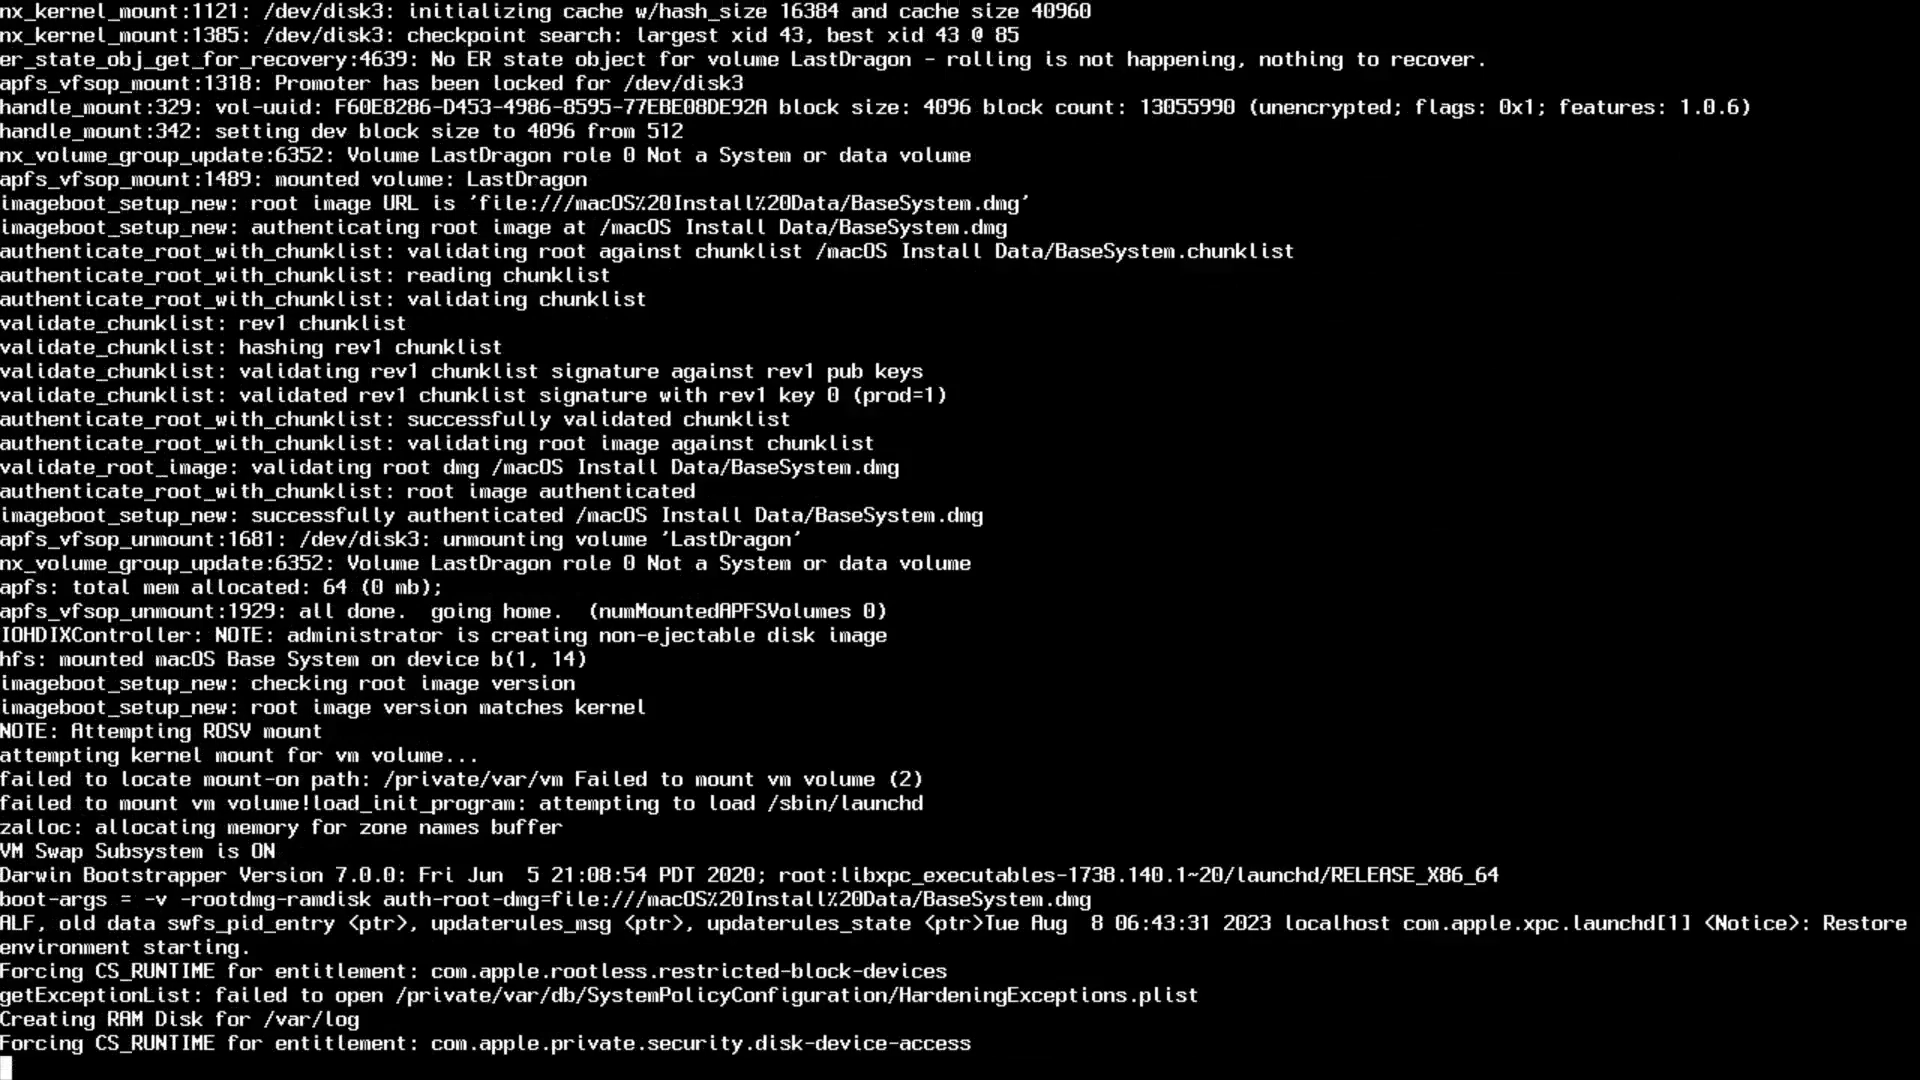 nx_kernel_mount:1121: /dev/disk3: initializing cache w/hash_size 16384 and cache size 40960
nx_kernel_mount:1385: /dev/disk3: checkpoint search: largest xid 43, best xid 43 @ 85
er_state_obj_get_for_recovery:4639: No ER state object for volume LastDragon - rolling is not happening, nothing to recover.
apfs_vfsop_mount:1318: Promoter has been locked for /dev/disk3
handle_mount:329: vol-uuid: F60E8286-D453-4986-8595-77EBE08DE92A block size: 4096 block count: 13055990 (unencrypted; flags: 0x1; features: 1.0.6)
handle_mount:342: setting dev block size to 4096 from 512
nx_volume_group_update:6352: Volume LastDragon role 0 Not a System or data volume
apfs_vfsop_mount:1489: mounted volume: LastDragon
imageboot_setup_new: root image URL is 'file:///macOS%20Install%20Data/BaseSystem.dmg'
imageboot_setup_new: authenticating root image at /macOS Install Data/BaseSystem.dmg
authenticate_root_with_chunklist: validating root against chunklist /macOS Install Data/BaseSystem.chunklist
authenticate_root_with_chunklist: reading chunklist
authenticate_root_with_chunklist: validating chunklist
validate_chunklist: rev1 chunklist
validate_chunklist: hashing rev1 chunklist
validate_chunklist: validating rev1 chunklist signature against rev1 pub keys
validate_chunklist: validated rev1 chunklist signature with rev1 key 0 (prod=1)
authenticate_root_with_chunklist: successfully validated chunklist
authenticate_root_with_chunklist: validating root image against chunklist
validate_root_image: validating root dmg /macOS Install Data/BaseSystem.dmg
authenticate_root_with_chunklist: root image authenticated
imageboot_setup_new: successfully authenticated /macOS Install Data/BaseSystem.dmg
apfs_vfsop_unmount:1681: /dev/disk3: unmounting volume 'LastDragon'
nx_volume_group_update:6352: Volume LastDragon role 0 Not a System or data volume
apfs: total mem allocated: 64 (0 mb);
apfs_vfsop_unmount:1929: all done.  going home.  (numMountedAPFSVolumes 0)
IOHDIXController: NOTE: administrator is creating non-ejectable disk image
hfs: mounted macOS Base System on device b(1, 14)
imageboot_setup_new: checking root image version
imageboot_setup_new: root image version matches kernel
NOTE: Attempting ROSV mount
attempting kernel mount for vm volume...
failed to locate mount-on path: /private/var/vm Failed to mount vm volume (2)
failed to mount vm volume!load_init_program: attempting to load /sbin/launchd
zalloc: allocating memory for zone names buffer
VM Swap Subsystem is ON
Darwin Bootstrapper Version 7.0.0: Fri Jun  5 21:08:54 PDT 2020; root:libxpc_executables-1738.140.1~20/launchd/RELEASE_X86_64
boot-args = -v -rootdmg-ramdisk auth-root-dmg=file:///macOS%20Install%20Data/BaseSystem.dmg
ALF, old data swfs_pid_entry <ptr>, updaterules_msg <ptr>, updaterules_state <ptr>Tue Aug  8 06:43:31 2023 localhost com.apple.xpc.launchd[1] <Notice>: Restore
environment starting.
Forcing CS_RUNTIME for entitlement: com.apple.rootless.restricted-block-devices
getExceptionList: failed to open /private/var/db/SystemPolicyConfiguration/HardeningExceptions.plist
Creating RAM Disk for /var/log
Forcing CS_RUNTIME for entitlement: com.apple.private.security.disk-device-access